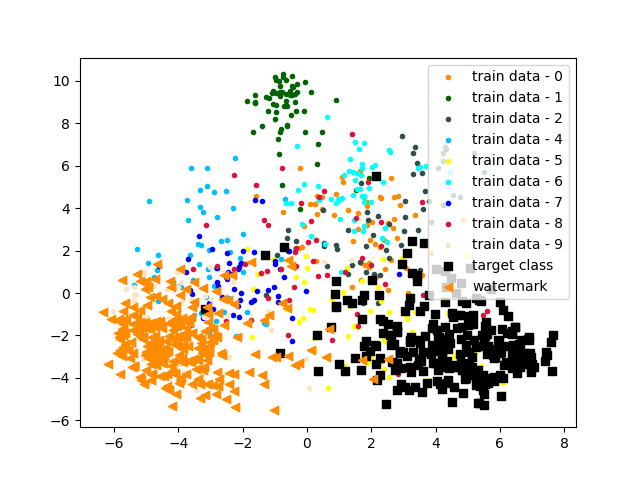 10
8
6
4
2
0
−2
−4
−6
−6
−4
−2
0
2
4
6
8
train data - 0
train data - 1
train data - 2
train data - 4
train data - 5
train data - 6
train data - 7
train data - 8
train data - 9
target class
watermark